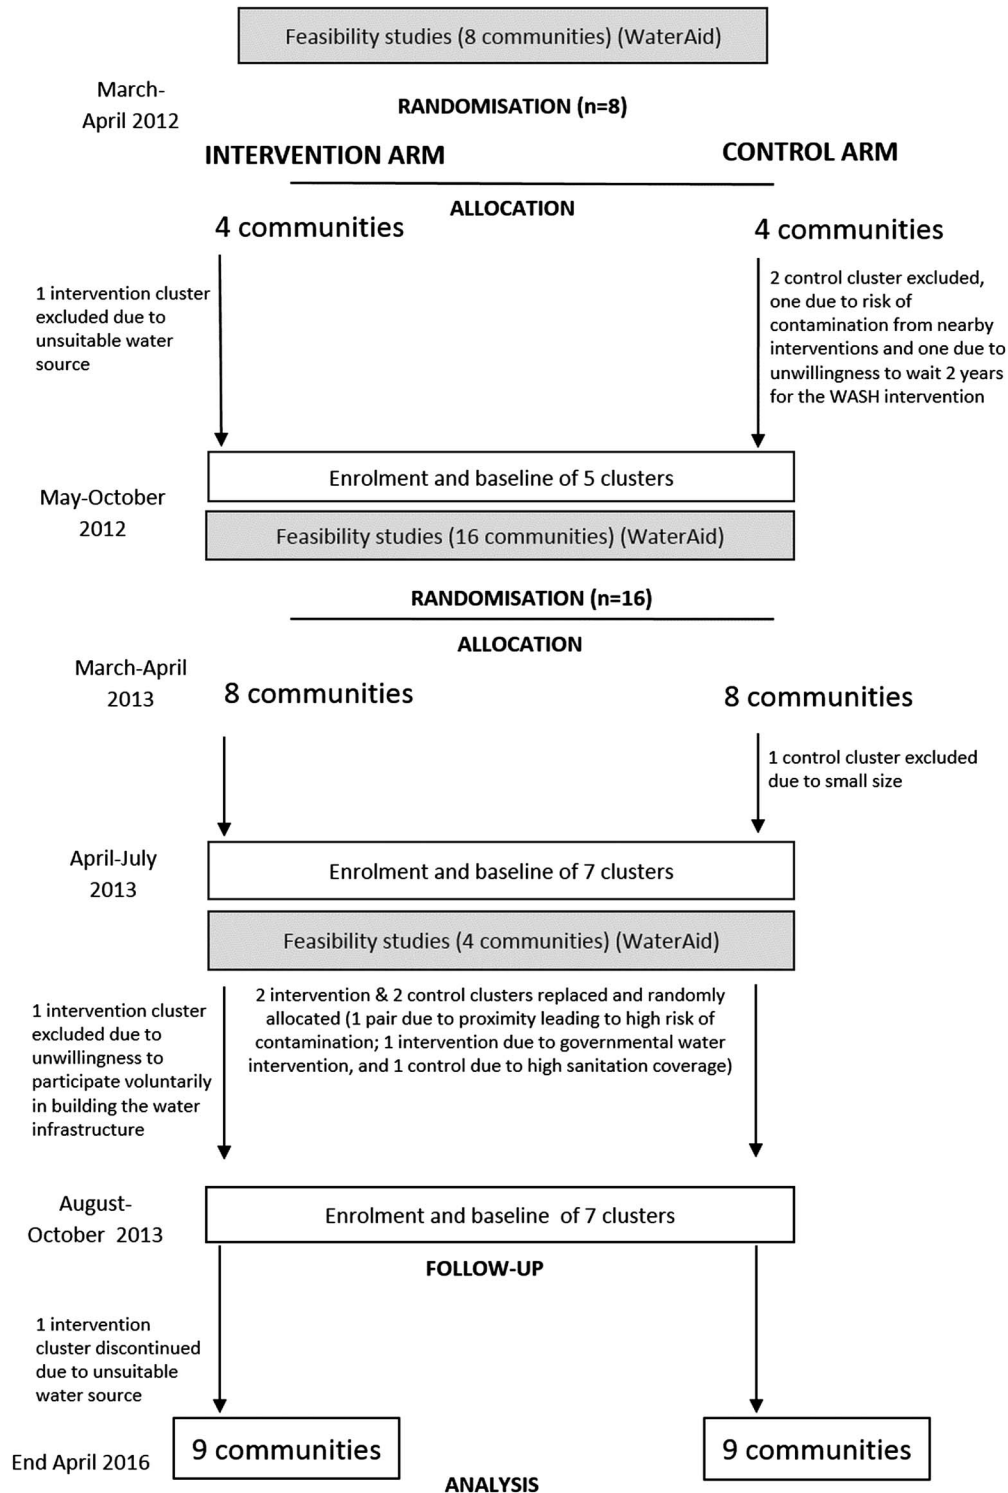 Feasibility studies (8 communities) (WaterAid)
March-
April 2012
RANDOMISATION (n=8)
INTERVENTION ARM
CONTROL ARM
ALLOCATION
4 communities
4 communities
1 intervention cluster
excluded due to
unsuitable water
source
2 control cluster excluded,
one due to risk of
contamination from nearby
interventions and one due to
unwillingness to wait 2 years
for the WASH intervention
Enrolment and baseline of 5 clusters
May-October
2012
Feasibility studies (16 communities) (WaterAid)
RANDOMISATION (n=16)
ALLOCATION
March-April
2013
8 communities
8 communities
1 control cluster excluded
due to small size
April-July
2013
Enrolment and baseline of 7 clusters
Feasibility studies (4 communities) (WaterAid)
1 intervention cluster
excluded due to
unwillingness to
participate voluntarily
in building the water
infrastructure
2 intervention & 2 control clusters replaced and randomly
allocated (1 pair due to proximity leading to high risk of
contamination; 1 intervention due to governmental water
intervention, and 1 control due to high sanitation coverage)
August-
October 2013
Enrolment and baseline of 7 clusters
FOLLOW-UP
1 intervention
cluster discontinued
due to unsuitable
water source
End April 2016
9 communities
9 communities
ANALYSIS